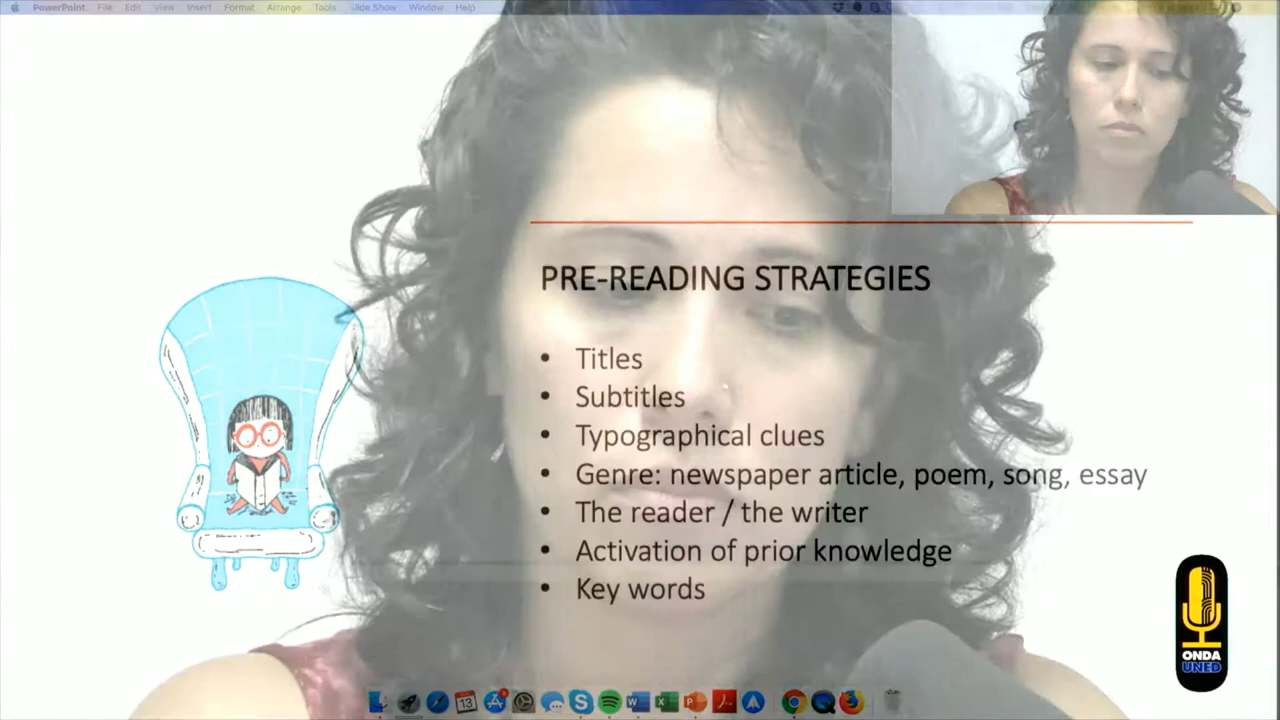 PowerPoint File Edit View Insert Format Arrange Tools Slide Show Window Help
PRE-READING STRATEGIES
• Titles
• Subtitles
• Typographical clues
• Genre: newspaper article, poem, song, essay
• The reader / the writer
• Activation of prior knowledge
• Key words
ONDA
UNED
13